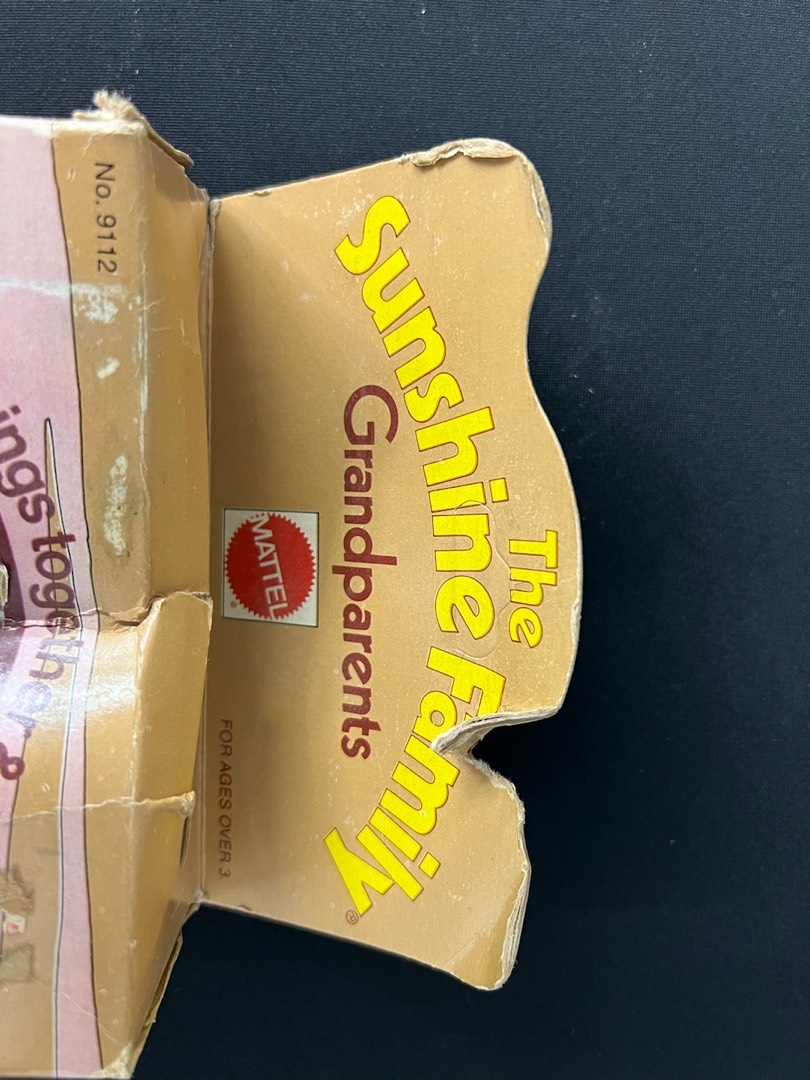 The
Sunshine Family®
Grandparents
MATTEL®
FOR AGES OVER 3.
No. 9112
ings together &